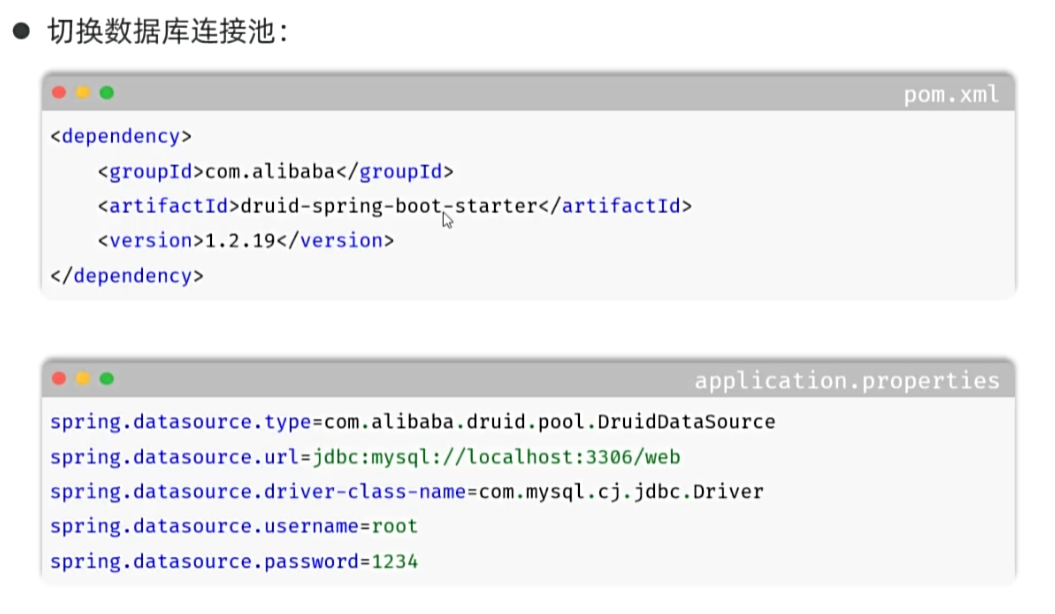 ● 切换数据库连接池：
pom.xml
<dependency>
    <groupId>com.alibaba</groupId>
    <artifactId>druid-spring-boot-starter</artifactId>
    <version>1.2.19</version>
</dependency>
application.properties
spring.datasource.type=com.alibaba.druid.pool.DruidDataSource
spring.datasource.url=jdbc:mysql://localhost:3306/web
spring.datasource.driver-class-name=com.mysql.cj.jdbc.Driver
spring.datasource.username=root
spring.datasource.password=1234